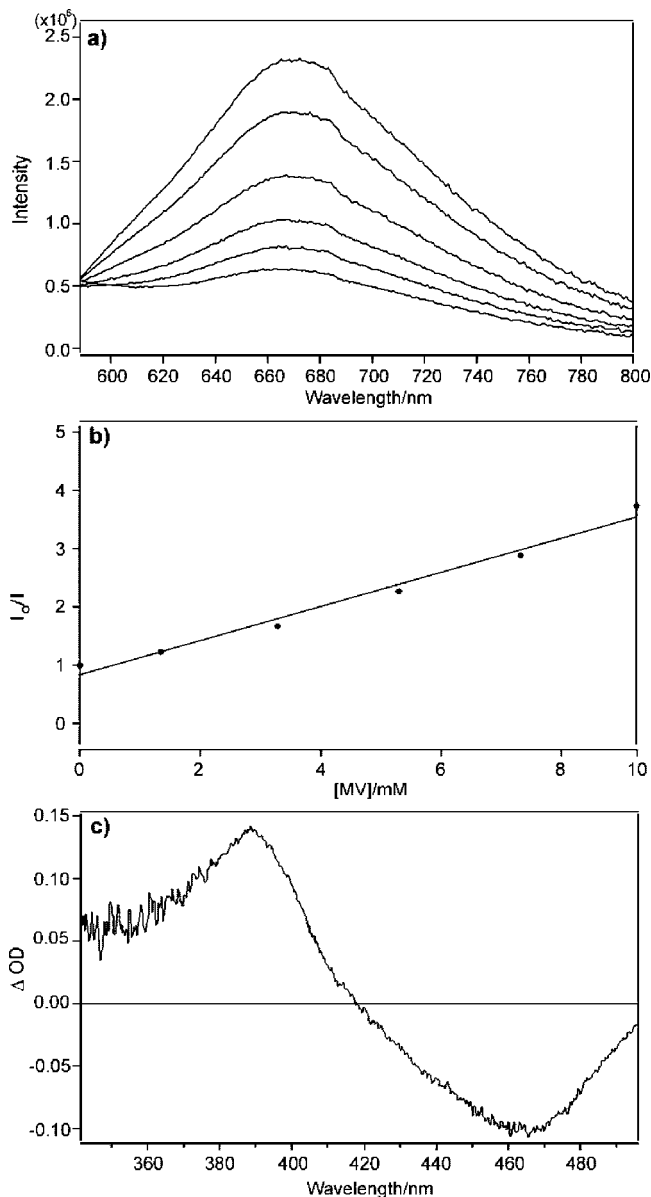 (x10⁶)
a)
2.5
2.0
1.5
1.0
0.5
0.0
Intensity
600 620 640 660 680 700 720 740 760 780 800
Wavelength/nm
b)
5
4
3
2
1
0
I₀/I
0 2 4 6 8 10
[MV]/mM
c)
0.15
0.10
0.05
0.00
-0.05
-0.10
Δ OD
360 380 400 420 440 460 480
Wavelength/nm